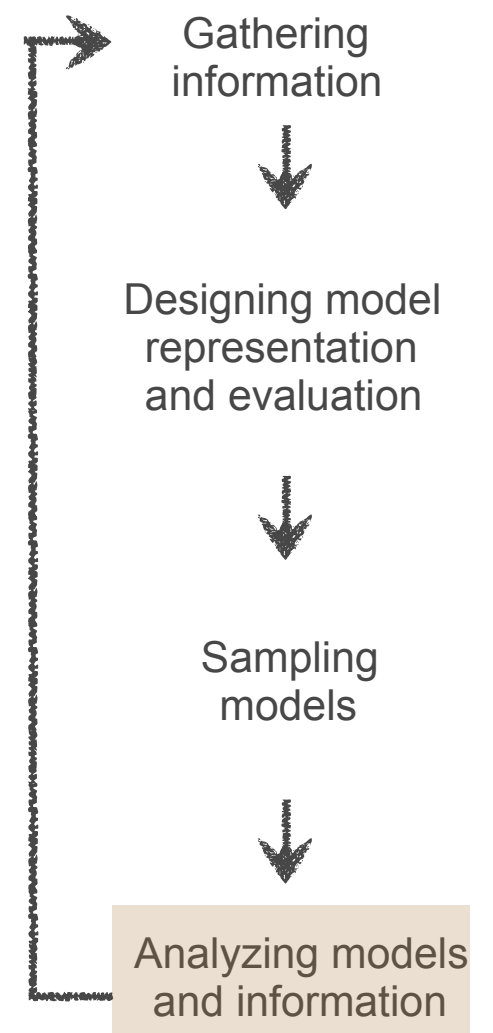 Gathering
information
Designing model
representation
and evaluation
Sampling
models
Analyzing models
and information